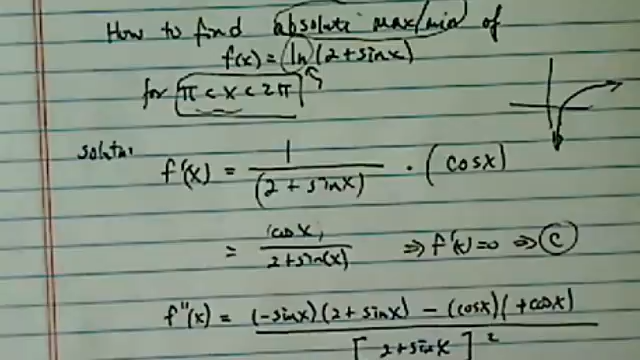 How to find absolute max/min of
f(x) = ln(2+sinx)
for π < x < 2π
f'(x) = 1/(2+sinx) · (cosx)
= cosx/2+sin(x) ⇒ f'(x)=0 ⇒ C
f''(x) = (-sinx)(2+sinx) - (cosx)(+cosx)/[2+sinx]²